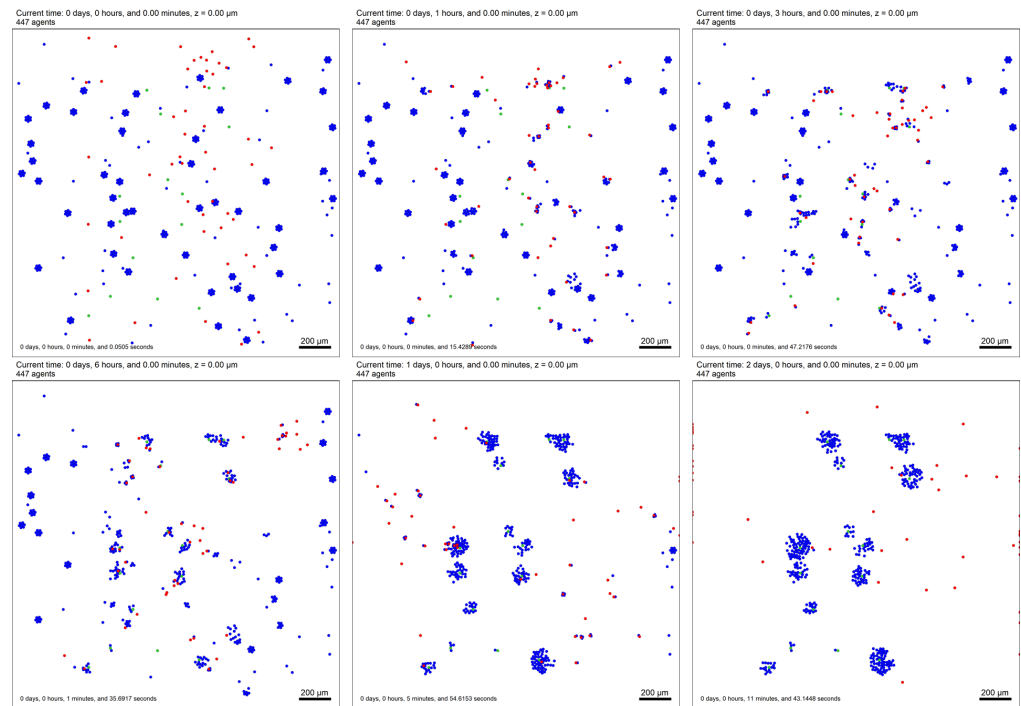 Current time: 0 days, 0 hours, and 0.00 minutes, z = 0.00 μm
447 agents
0 days, 0 hours, 0 minutes, and 0.0505 seconds
200 μm
Current time: 0 days, 1 hours, and 0.00 minutes, z = 0.00 μm
447 agents
0 days, 0 hours, 0 minutes, and 15.4289 seconds
200 μm
Current time: 0 days, 3 hours, and 0.00 minutes, z = 0.00 μm
447 agents
0 days, 0 hours, 0 minutes, and 47.2176 seconds
200 μm
Current time: 0 days, 6 hours, and 0.00 minutes, z = 0.00 μm
447 agents
0 days, 0 hours, 1 minutes, and 35.6917 seconds
200 μm
Current time: 1 days, 0 hours, and 0.00 minutes, z = 0.00 μm
447 agents
0 days, 0 hours, 5 minutes, and 54.6153 seconds
200 μm
Current time: 2 days, 0 hours, and 0.00 minutes, z = 0.00 μm
447 agents
0 days, 0 hours, 11 minutes, and 43.1448 seconds
200 μm